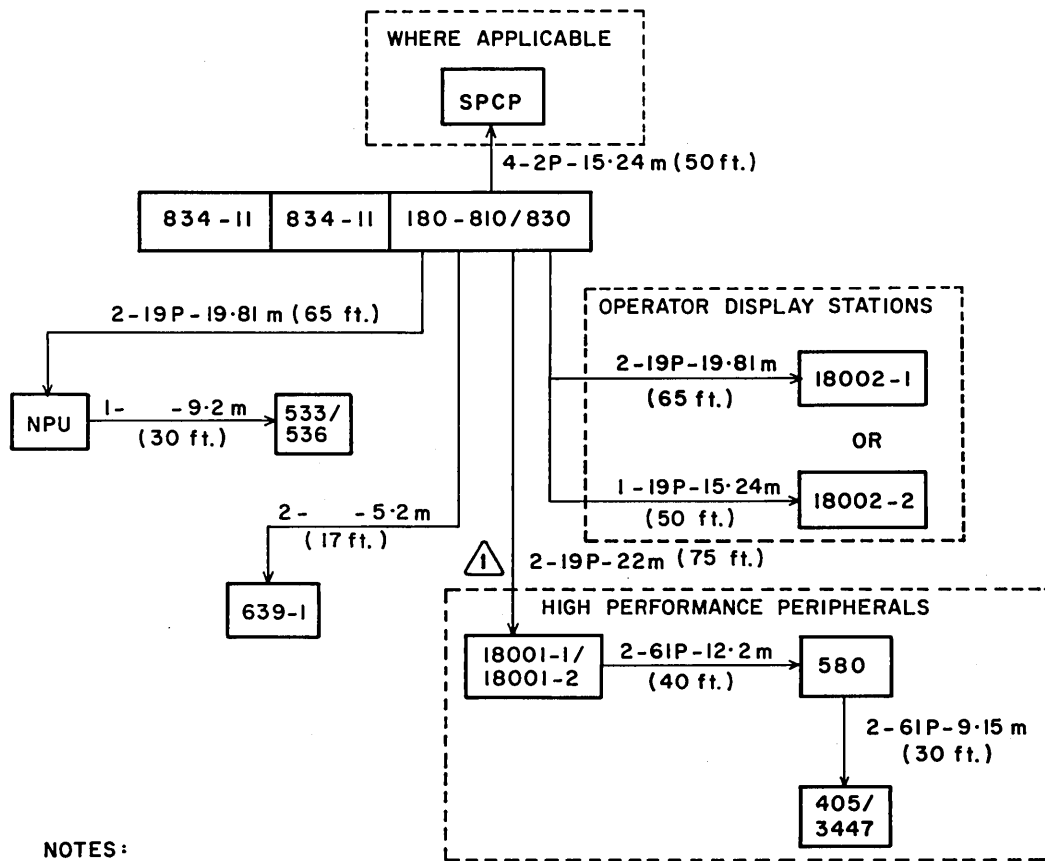 WHERE APPLICABLE
SPCP
4-2P-15·24 m (50 ft.)
834-11
834-11
180-810/830
2-19P-19·81 m (65 ft.)
OPERATOR DISPLAY STATIONS
2-19P-19·81m
(65 ft.)
18002-1
OR
1-19P-15·24m
(50 ft.)
18002-2
NPU
1-    -9·2 m
(30 ft.)
533/
536
2-    -5·2 m
(17 ft.)
639-1
1
2-19P-22m (75 ft.)
HIGH PERFORMANCE PERIPHERALS
18001-1/
18001-2
2-61P-12·2m
(40 ft.)
580
2-61P-9·15 m
(30 ft.)
405/
3447
NOTES: